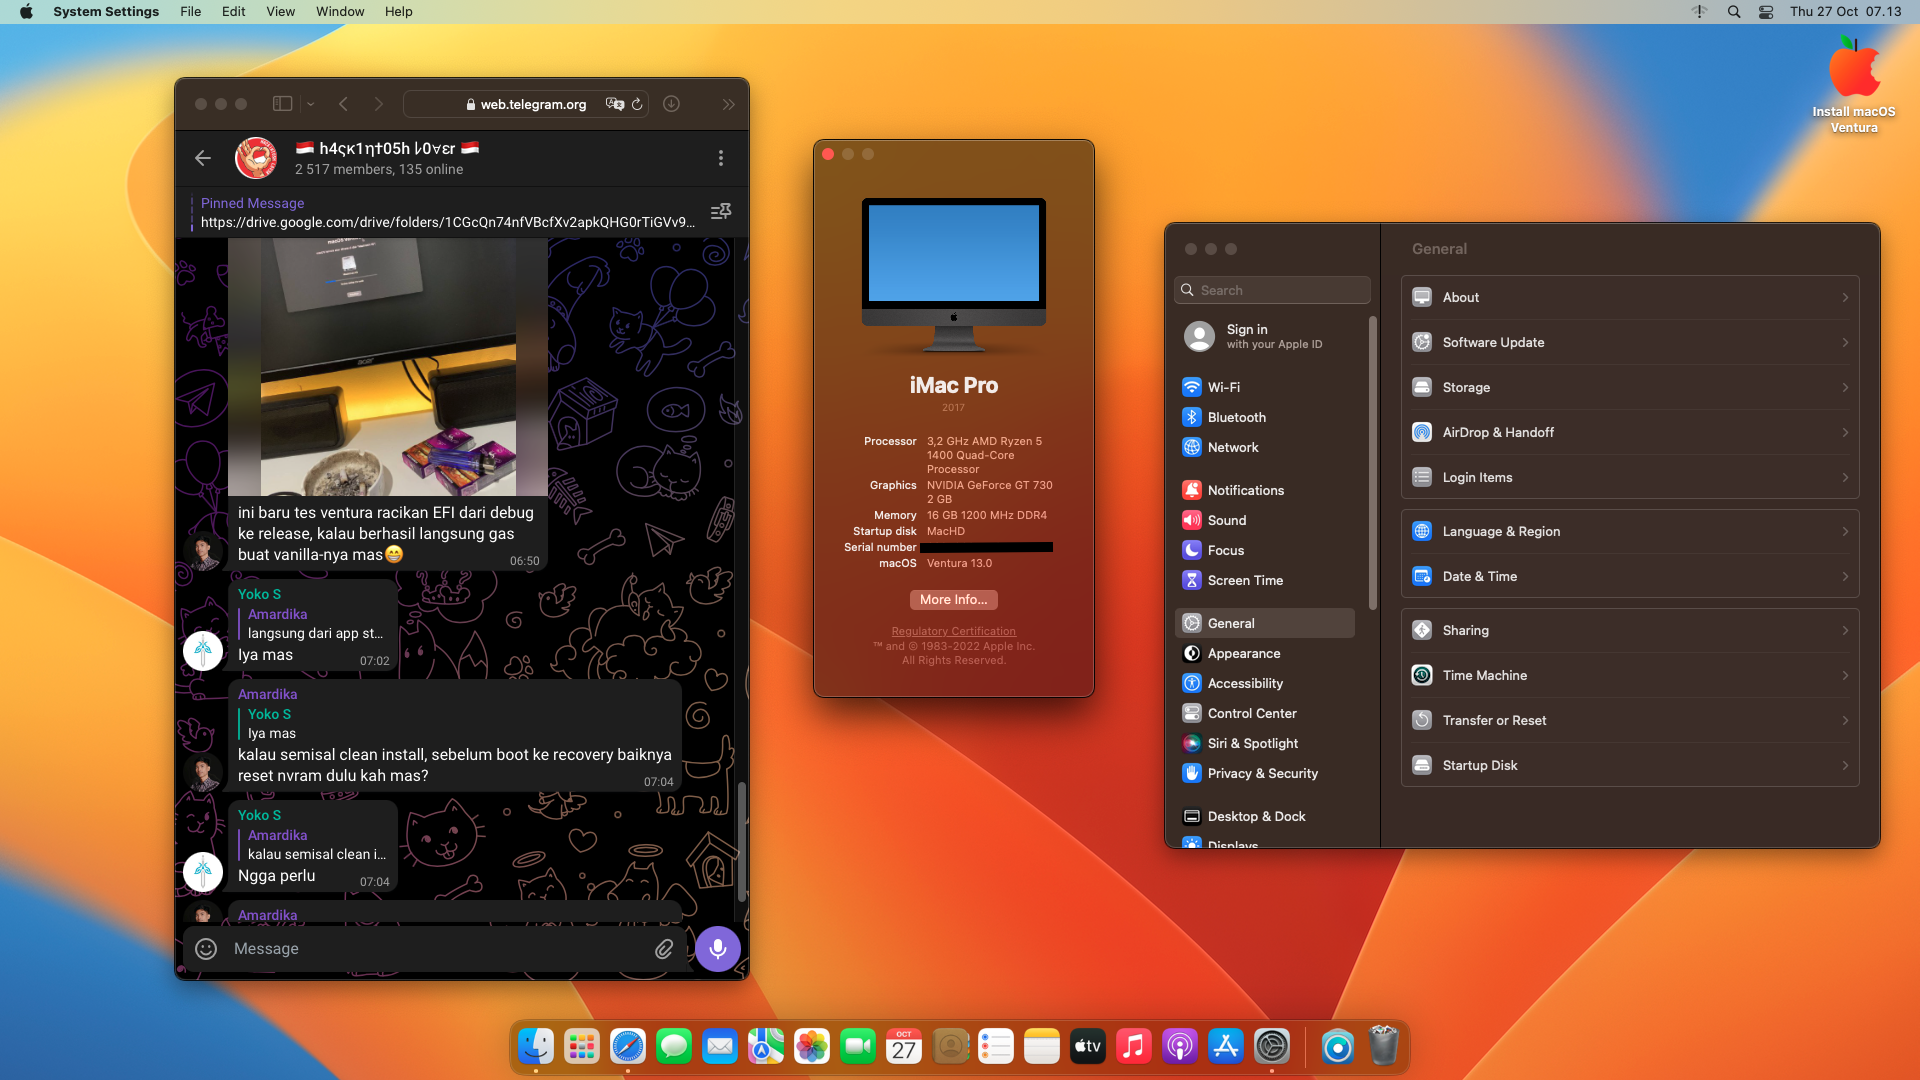 System Settings File Edit View Window Help
Thu 27 Oct 07.13
Install macOS
Ventura
web.telegram.org
🇮🇩 h4ςκ1ητ05h 
🇮🇩
2 517 members, 135 online
Pinned Message
https://drive.google.com/drive/folders/1CGcQn74nfVBcfXv2apkQHG0rTiGVv9...
acer
ini baru tes ventura racikan EFI dari debug
ke release, kalau berhasil langsung gas
buat vanilla-nya mas😁
06:50
Yoko S
Amardika
langsung dari app st...
Iya mas
07:02
Amardika
Yoko S
Iya mas
kalau semisal clean install, sebelum boot ke recovery baiknya
reset nvram dulu kah mas?
07:04
Yoko S
Amardika
kalau semisal clean i...
Ngga perlu
07:04
Amardika
Message
iMac Pro
2017
Processor 3,2 GHz AMD Ryzen 5
1400 Quad-Core
Processor
Graphics NVIDIA GeForce GT 730
2 GB
Memory 16 GB 1200 MHz DDR4
Startup disk MacHD
Serial number
macOS Ventura 13.0
More Info...
Regulatory Certification
™ and © 1983-2022 Apple Inc.
All Rights Reserved.
Search
Sign in
with your Apple ID
Wi-Fi
Bluetooth
Network
Notifications
Sound
Focus
Screen Time
General
Appearance
Accessibility
Control Center
Siri & Spotlight
Privacy & Security
Desktop & Dock
Displays
General
About
Software Update
Storage
AirDrop & Handoff
Login Items
Language & Region
Date & Time
Sharing
Time Machine
Transfer or Reset
Startup Disk
OCT
27
tv